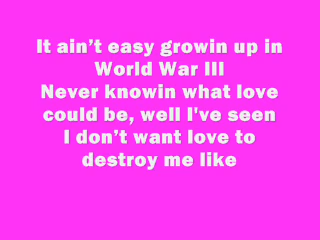 It ain’t easy growin up in
World War III
Never knowin what love
could be, well I've seen
I don’t want love to
destroy me like